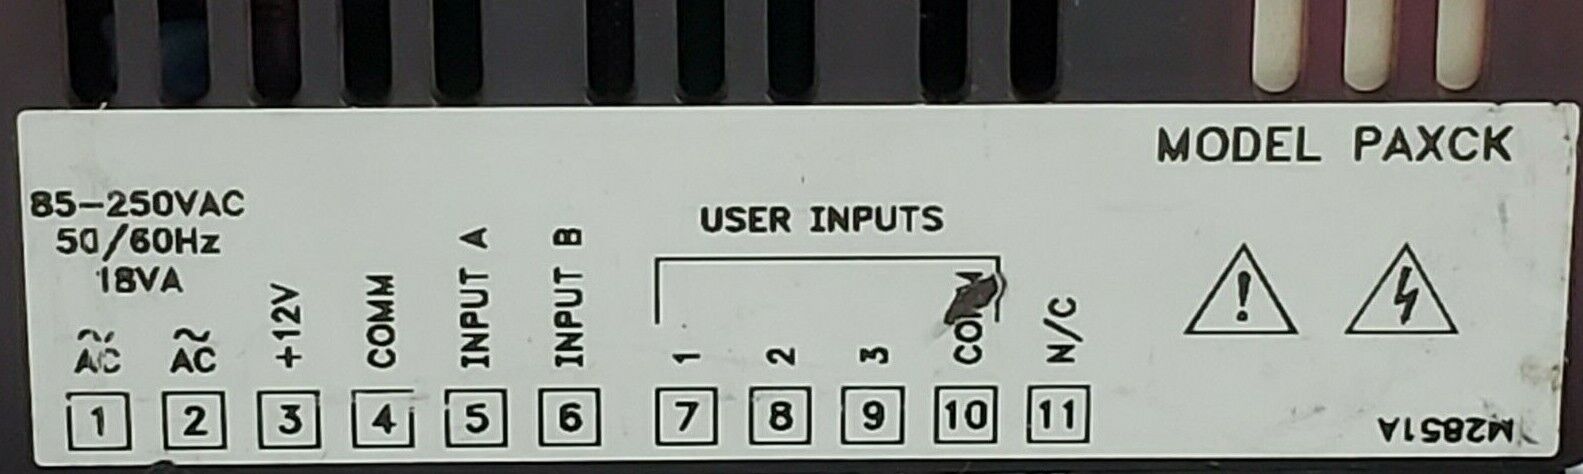 MODEL PAXCK
85-250VAC
50/60Hz
18VA
USER INPUTS
~ ~
AC AC +12V COMM INPUT A INPUT B 1 2 3 COMM N/C
1 2 3 4 5 6 7 8 9 10 11
M2851A